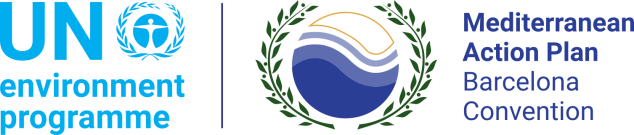 UN
environment
programme
Mediterranean
Action Plan
Barcelona
Convention